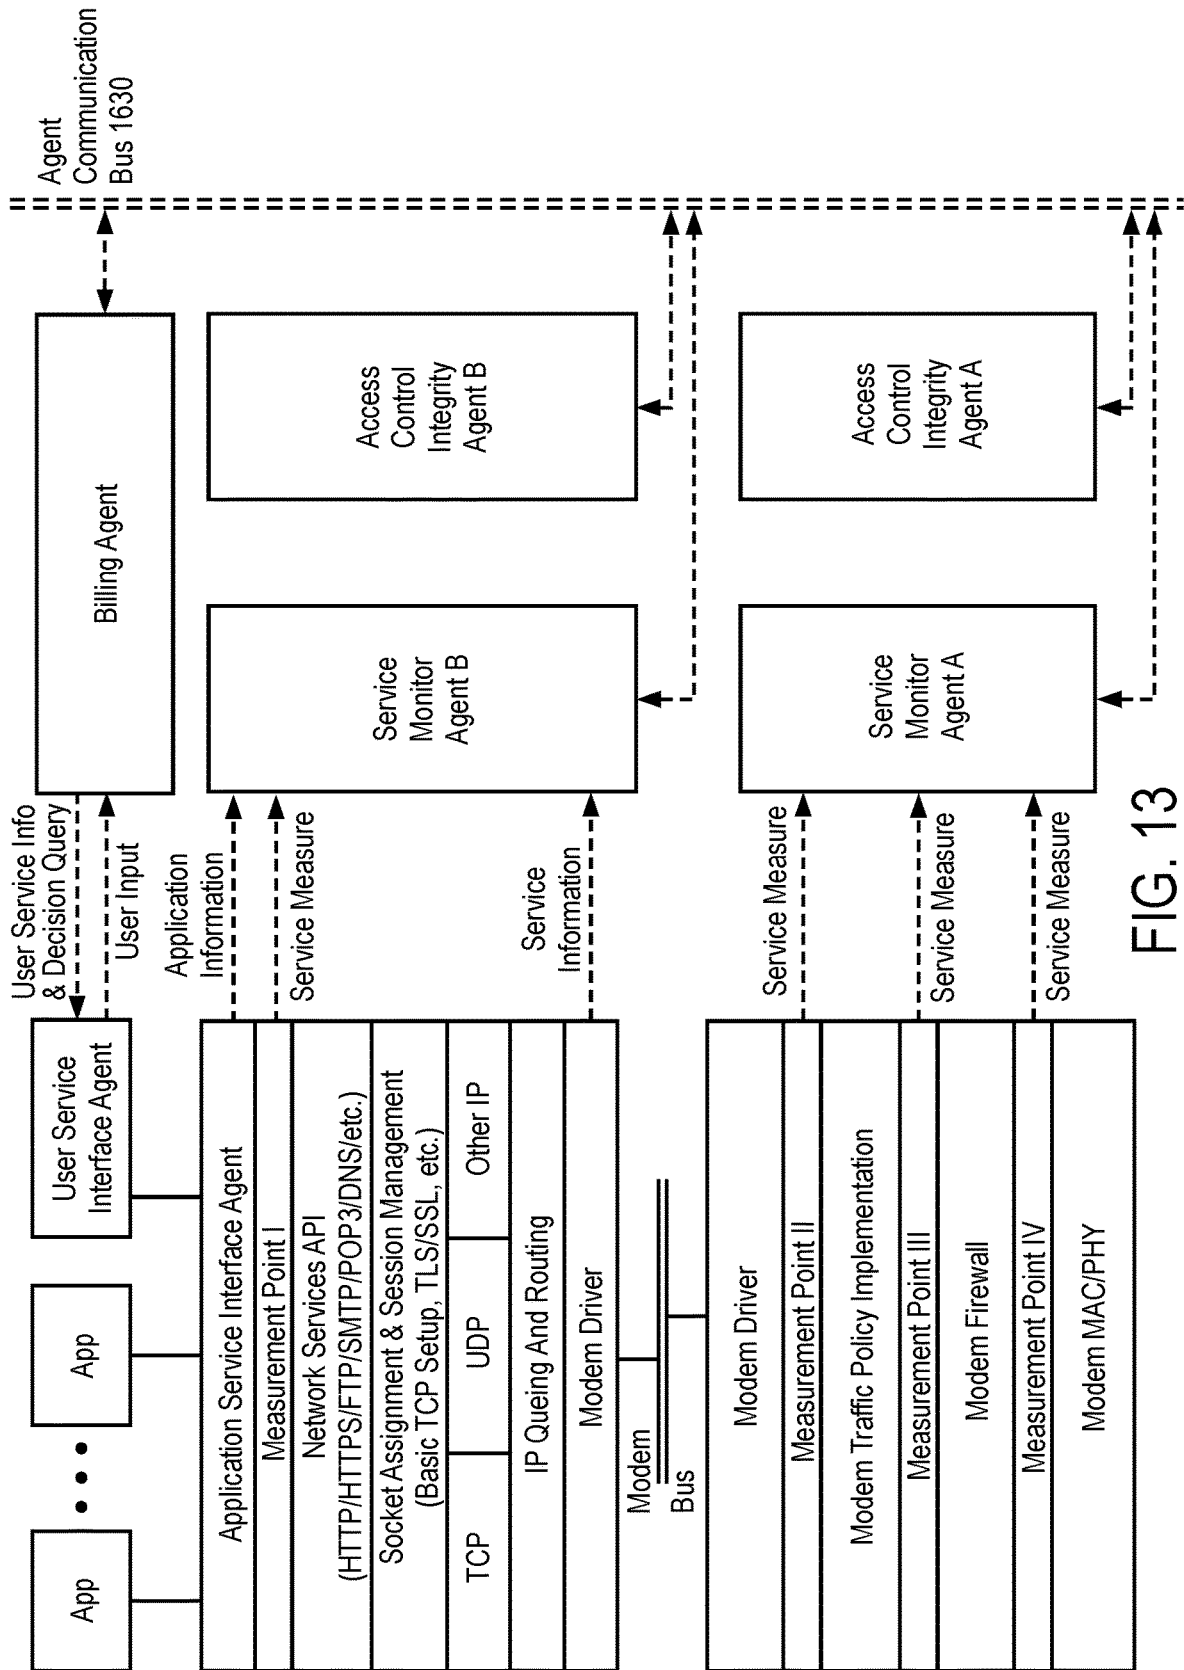 Agent
Communication
Bus 1630
User Service Info
& Decision Query
User Input
Billing Agent
App
App
User Service
Interface Agent
Application
Information
Service Measure
Service
Information
Service
Monitor
Agent B
Access
Control
Integrity
Agent B
Application Service Interface Agent
Measurement Point I
Network Services API
(HTTP/HTTPS/FTP/SMTP/POP3/DNS/etc.)
Socket Assignment & Session Management
(Basic TCP Setup, TLS/SSL, etc.)
TCP
UDP
Other IP
IP Queing And Routing
Modem Driver
Modem
Bus
Modem Driver
Measurement Point II
Modem Traffic Policy Implementation
Measurement Point III
Modem Firewall
Measurement Point IV
Modem MAC/PHY
Service Measure
Service Measure
Service Measure
Service
Monitor
Agent A
Access
Control
Integrity
Agent A
FIG. 13